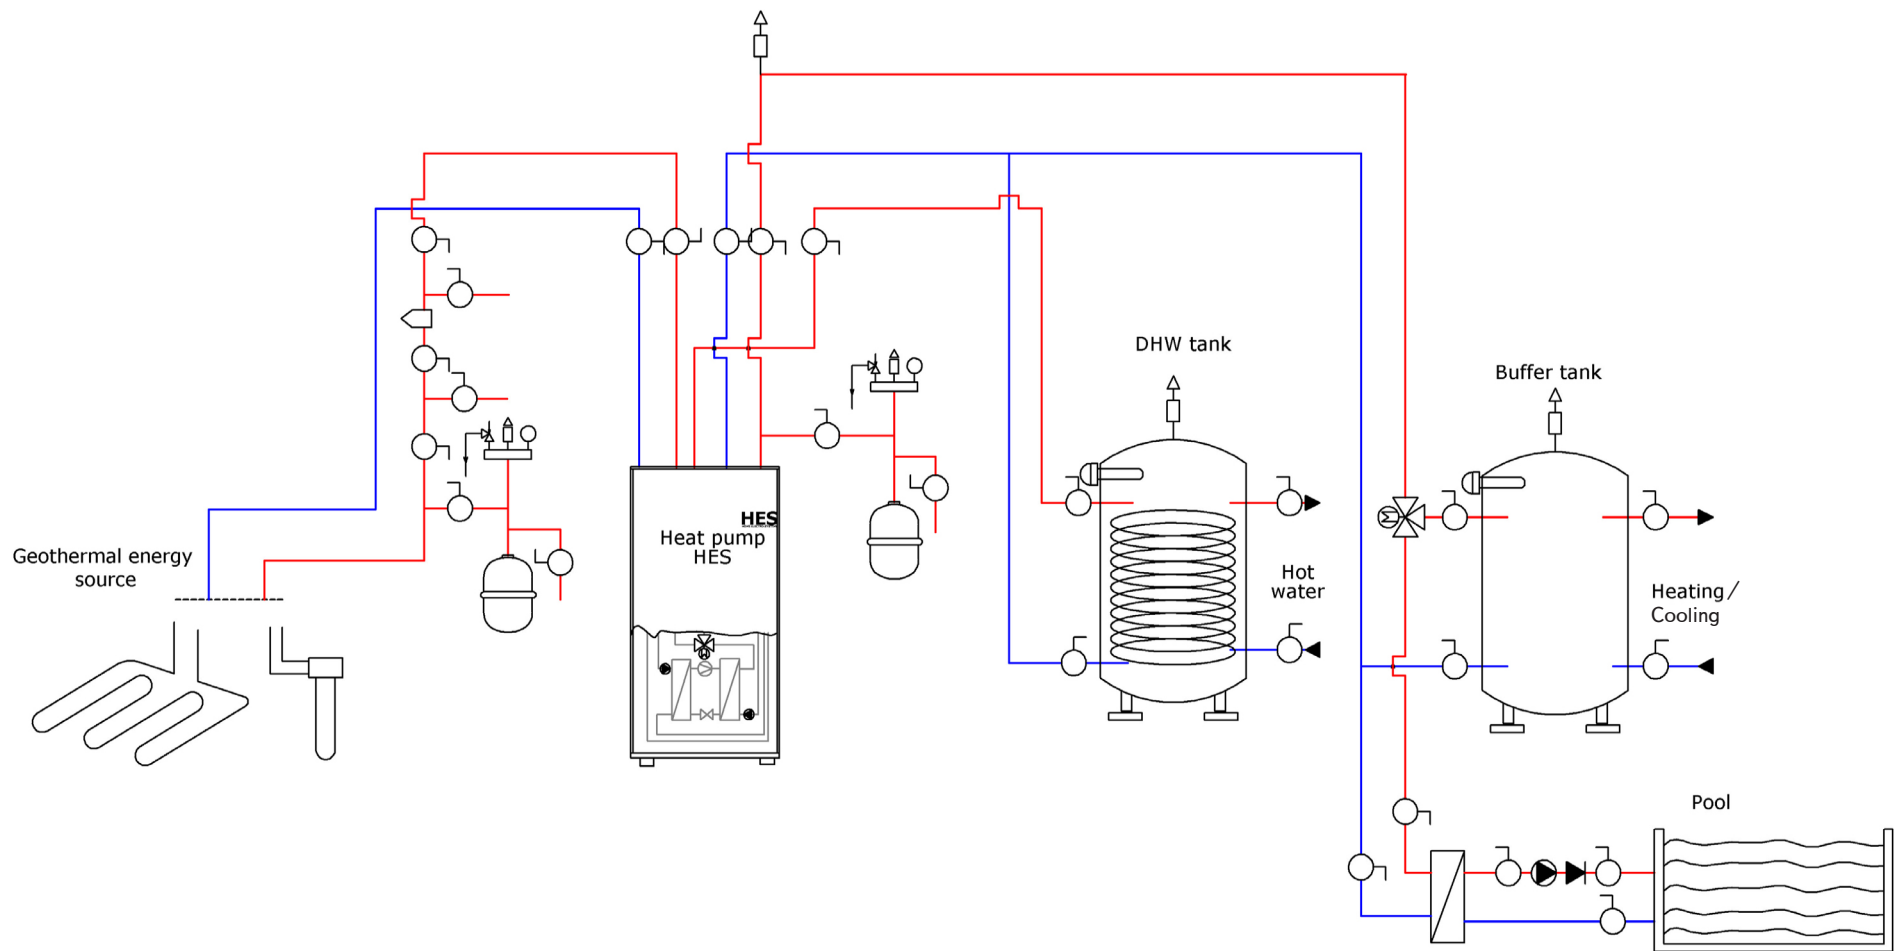 DHW tank
Buffer tank
HES
Heat pump
HES
Geothermal energy
source
Hot
water
Heating/
Cooling
Pool
M